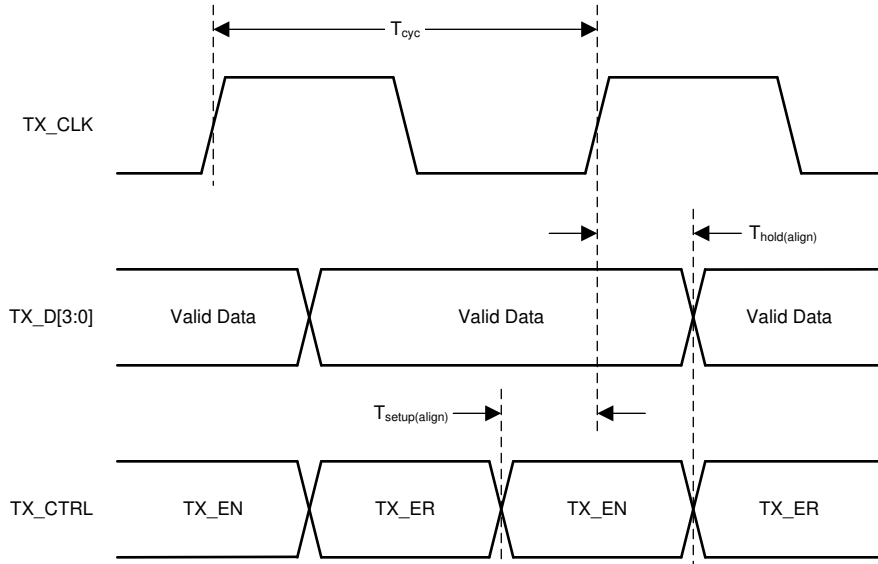 Tcyc
TX_CLK
Thold(align)
TX_D[3:0]
Valid Data
Valid Data
Valid Data
Tsetup(align)
TX_CTRL
TX_EN
TX_ER
TX_EN
TX_ER